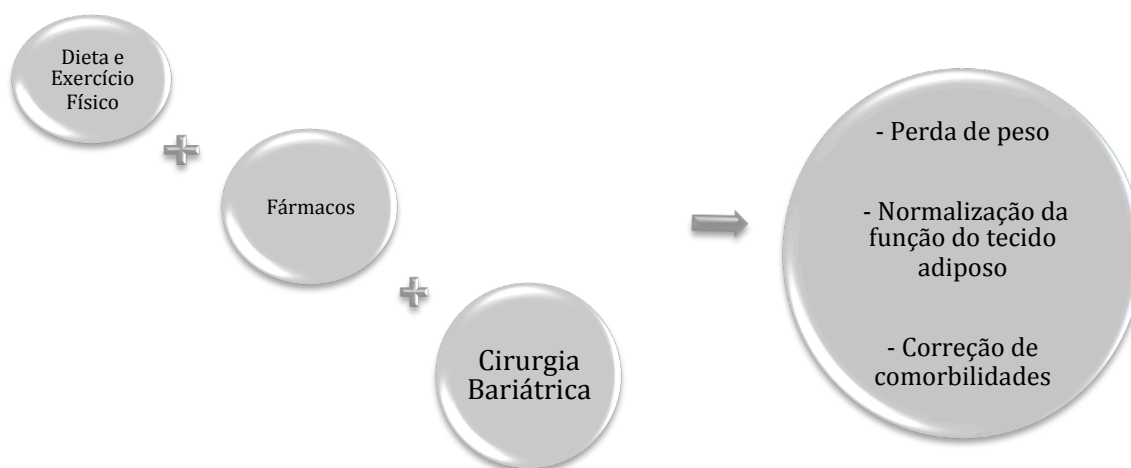 Dieta e
Exercício
Físico
Fármacos
Cirurgia
Bariátrica
- Perda de peso
- Normalização da
função do tecido
adiposo
- Correção de
comorbilidades